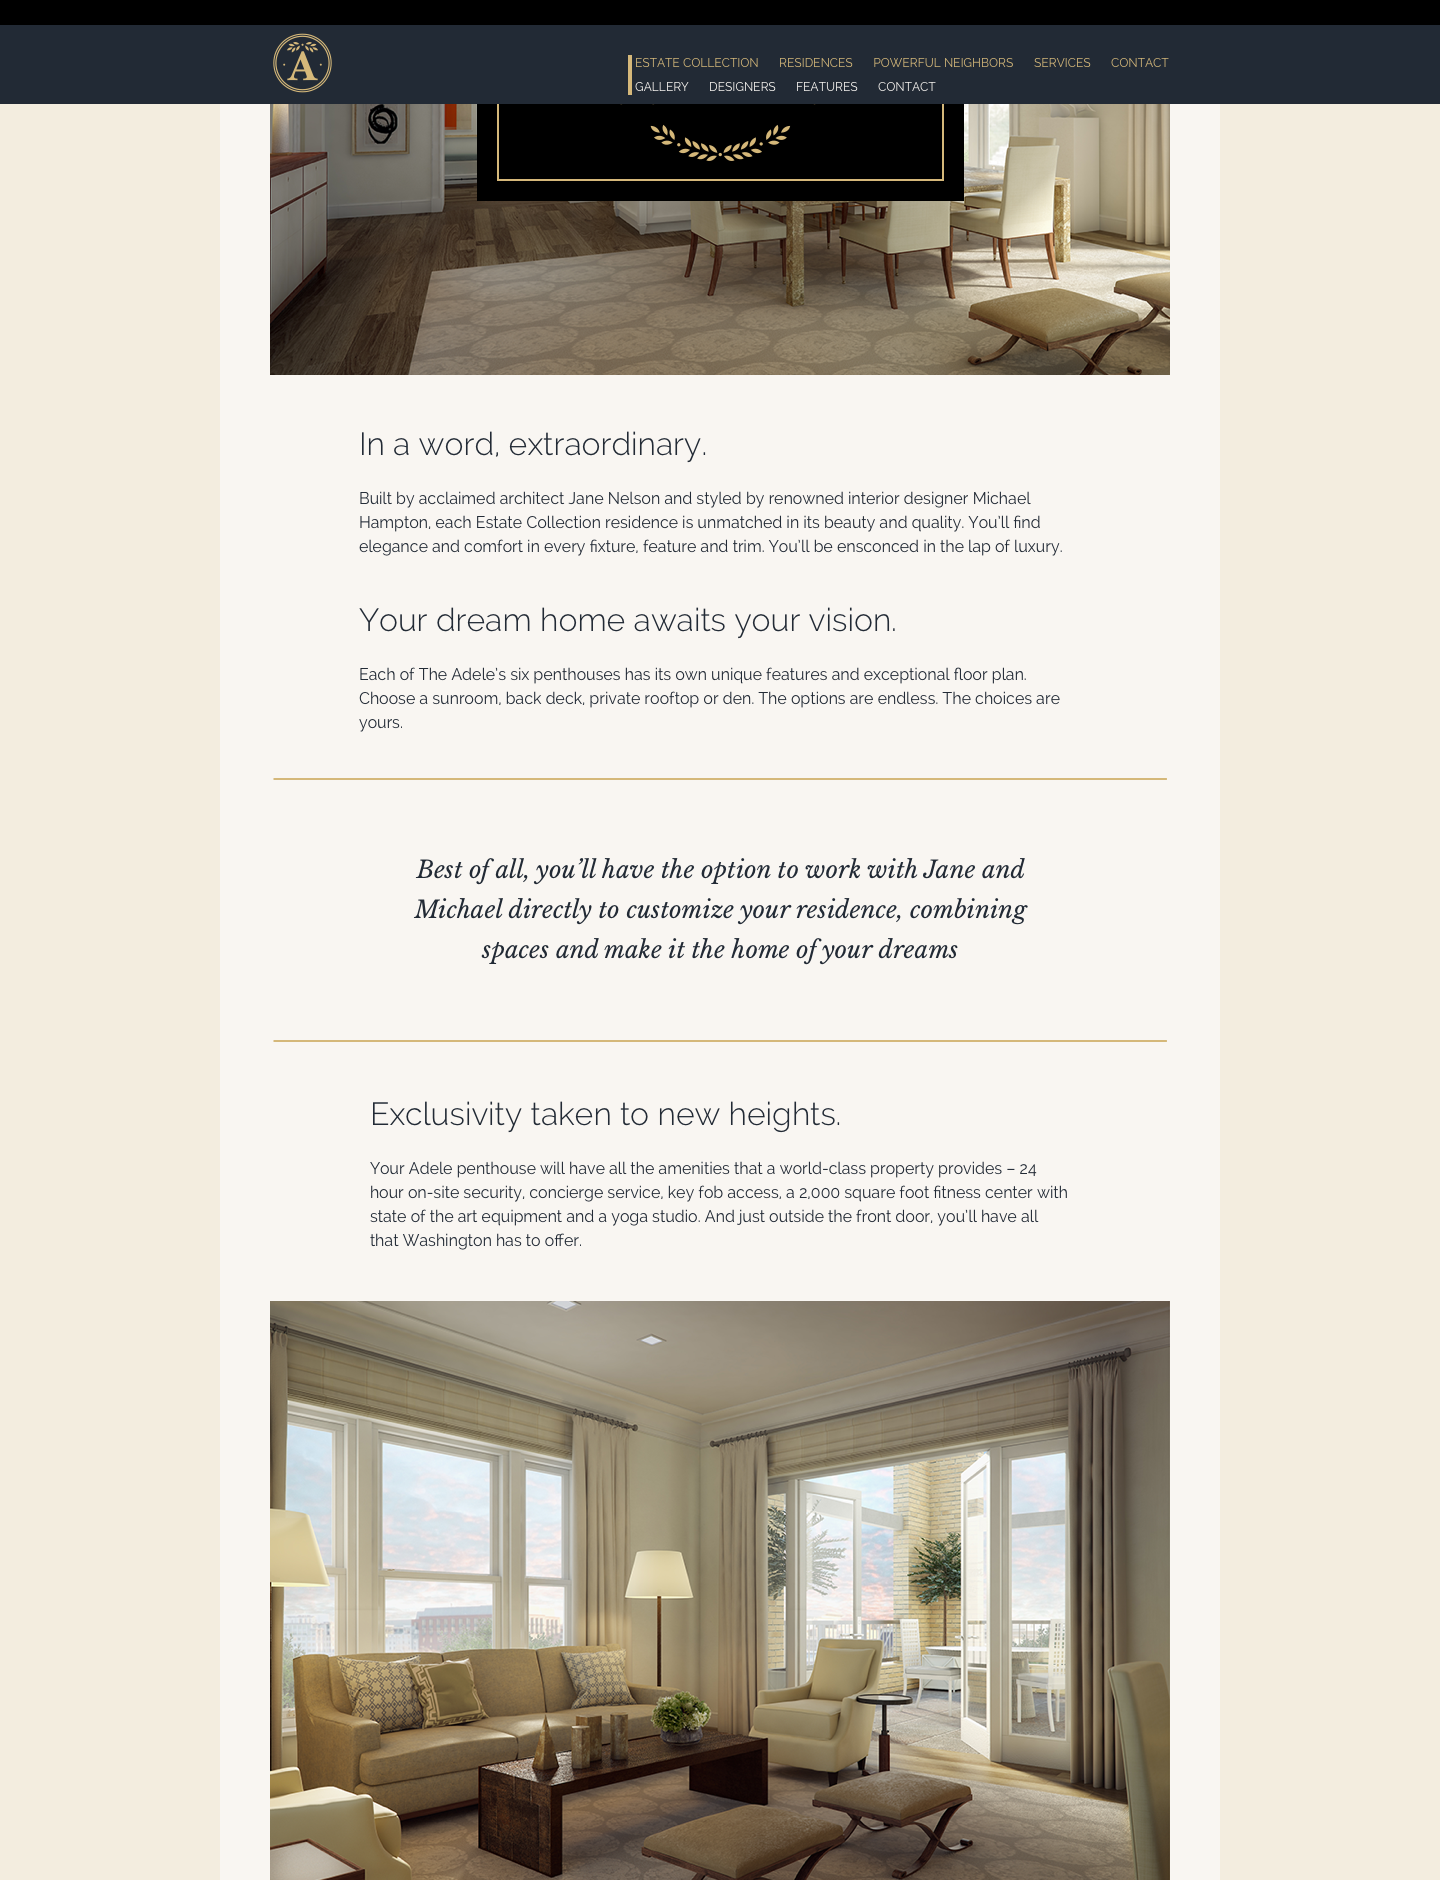 A
ESTATE COLLECTION RESIDENCES POWERFUL NEIGHBORS SERVICES CONTACT
GALLERY DESIGNERS FEATURES CONTACT
In a word, extraordinary.
Built by acclaimed architect Jane Nelson and styled by renowned interior designer Michael
Hampton, each Estate Collection residence is unmatched in its beauty and quality. You'll find
elegance and comfort in every fixture, feature and trim. You'll be ensconced in the lap of luxury.
Your dream home awaits your vision.
Each of The Adele's six penthouses has its own unique features and exceptional floor plan.
Choose a sunroom, back deck, private rooftop or den. The options are endless. The choices are
yours.
Best of all, you’ll have the option to work with Jane and
Michael directly to customize your residence, combining
spaces and make it the home of your dreams
Exclusivity taken to new heights.
Your Adele penthouse will have all the amenities that a world-class property provides – 24
hour on-site security, concierge service, key fob access, a 2,000 square foot fitness center with
state of the art equipment and a yoga studio. And just outside the front door, you'll have all
that Washington has to offer.